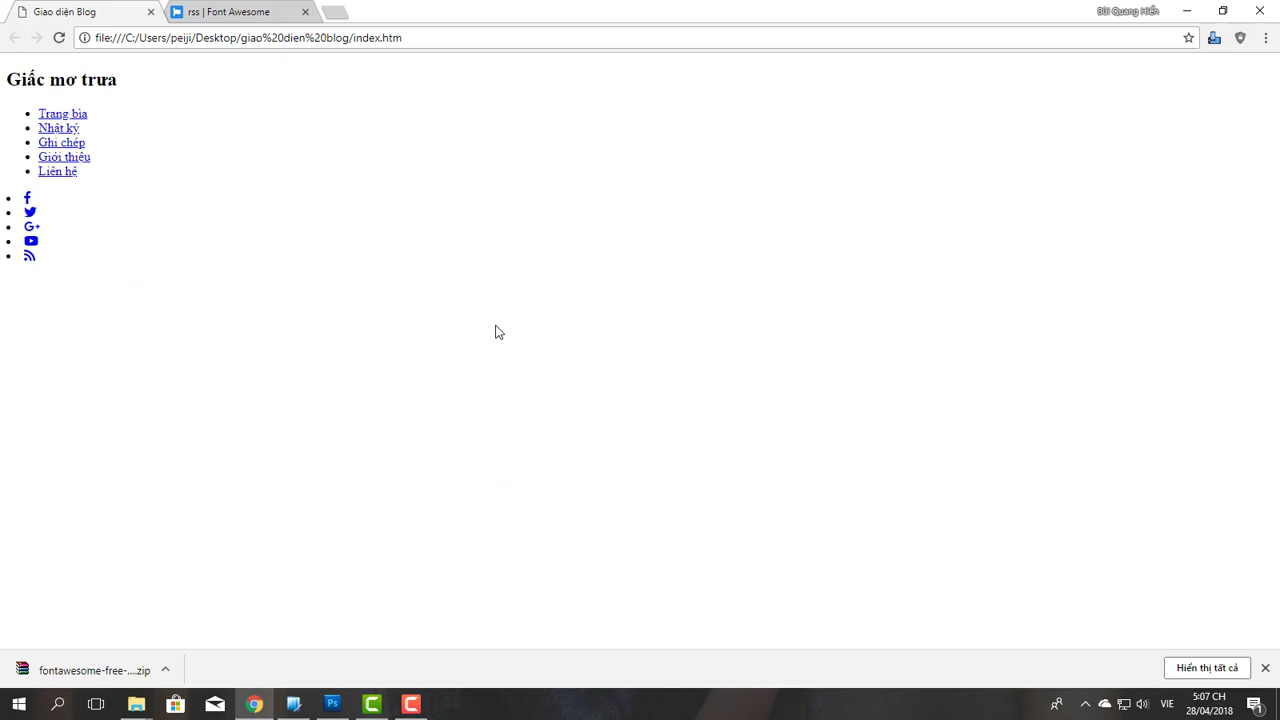 Giao diện Blog
rss | Font Awesome
Bùi Quang Hiển
file:///C:/Users/peiji/Desktop/giao%20dien%20blog/index.htm
Giấc mơ trưa
Trang bìa
Nhật ký
Ghi chép
Giới thiệu
Liên hệ
fontawesome-free-....zip
Hiển thị tất cả
VIE
5:07 CH
28/04/2018